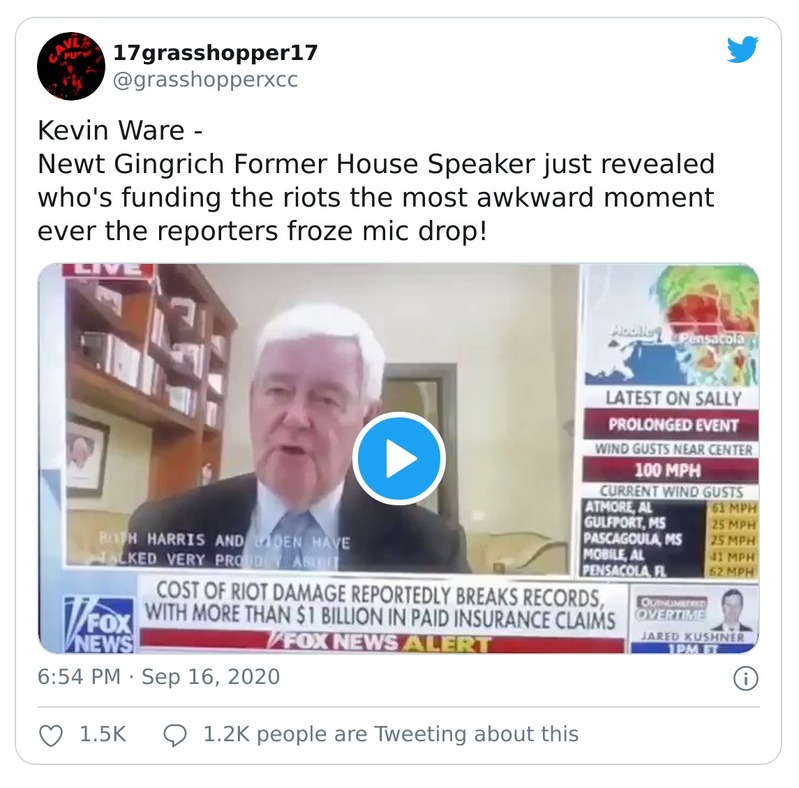 17grasshopper17
@grasshopperxcc
Kevin Ware -
Newt Gingrich Former House Speaker just revealed
who's funding the riots the most awkward moment
ever the reporters froze mic drop!
LIVE
Mobile
Pensacola
LATEST ON SALLY
PROLONGED EVENT
WIND GUSTS NEAR CENTER
100 MPH
CURRENT WIND GUSTS
ATMORE, AL 61 MPH
GULFPORT, MS 25 MPH
PASCAGOULA, MS 25 MPH
MOBILE, AL 41 MPH
PENSACOLA, FL 62 MPH
BOTH HARRIS AND BIDEN HAVE
TALKED VERY PROUDLY ABOUT
COST OF RIOT DAMAGE REPORTEDLY BREAKS RECORDS,
WITH MORE THAN $1 BILLION IN PAID INSURANCE CLAIMS
FOX
NEWS
FOX NEWS ALERT
OUTNUMBERED
OVERTIME
JARED KUSHNER
1PM ET
6:54 PM · Sep 16, 2020
1.5K
1.2K people are Tweeting about this